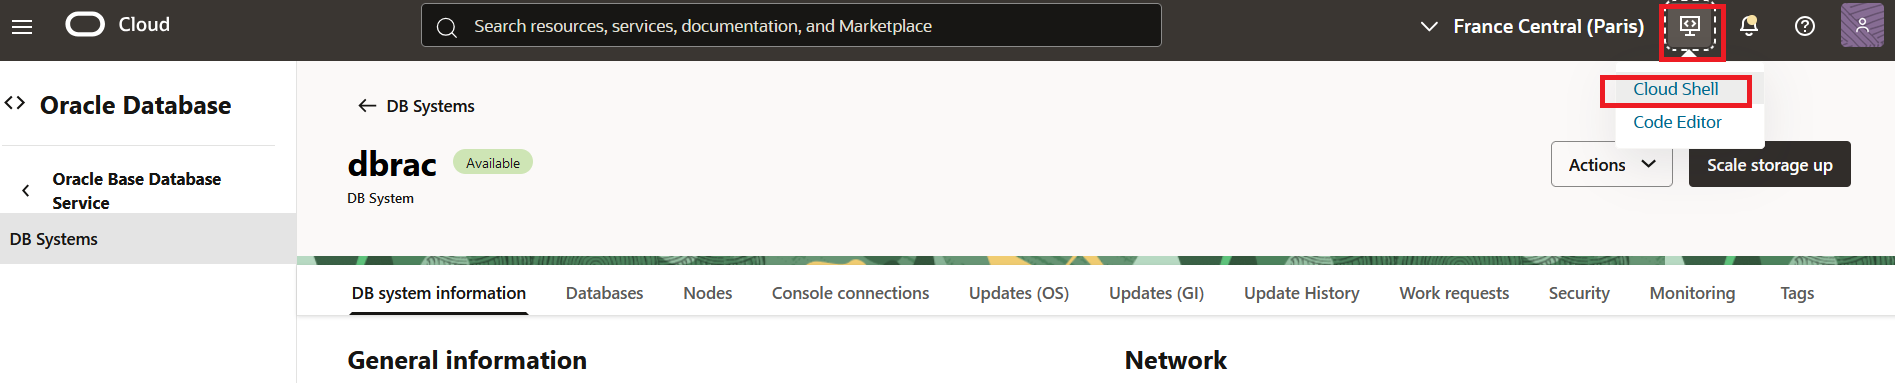 Cloud
Search resources, services, documentation, and Marketplace
France Central (Paris)
Cloud Shell
Code Editor
Oracle Database
Oracle Base Database
Service
DB Systems
DB Systems
dbrac
Available
DB System
Actions
Scale storage up
DB system information
Databases
Nodes
Console connections
Updates (OS)
Updates (GI)
Update History
Work requests
Security
Monitoring
Tags
General information
Network